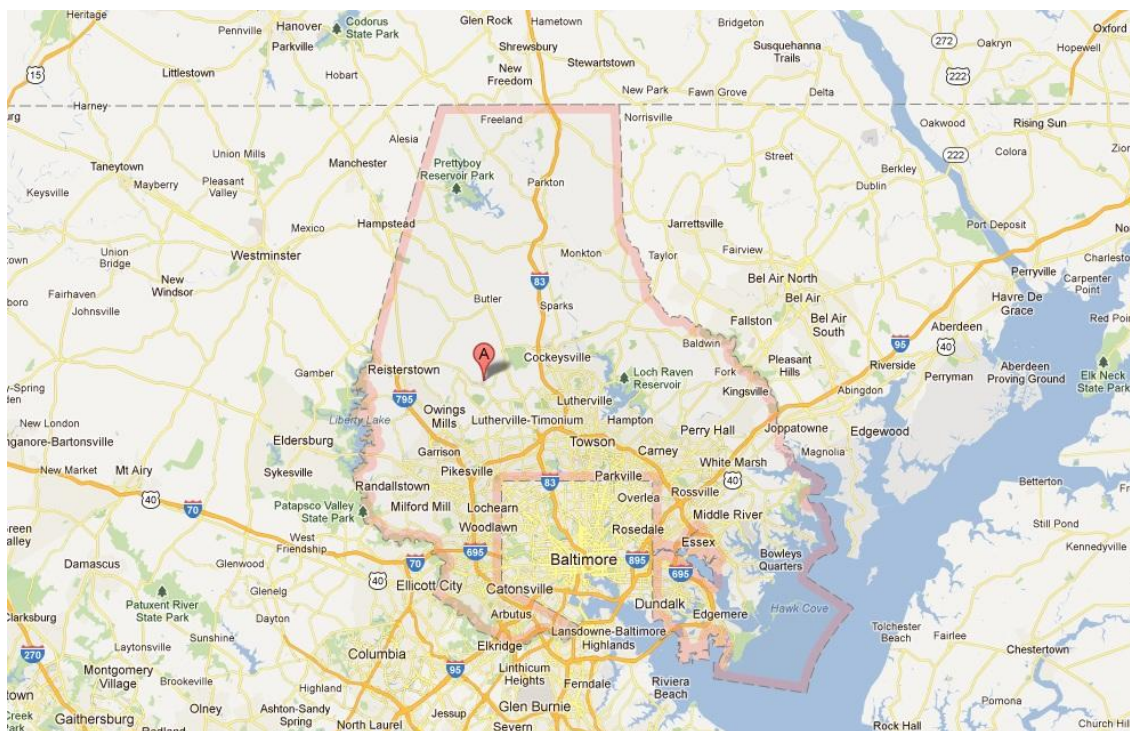 Hanover
Codorus
State Park
Glen Rock
Hametown
Bridgeton
Oxford
Heritage
Pennville
Parkville
Shrewsbury
Stewartstown
Susquehanna
Trails
272
Oakryn
Hopewell
15
Littlestown
Hobart
New
Freedom
222
222
New Park
Fawn Grove
Delta
Harney
Freeland
Norrisville
Oakwood
Rising Sun
Alesia
Taneytown
Union Mills
Manchester
Prettyboy
Reservoir Park
Street
222
Colora
Mayberry
Pleasant
Valley
Parkton
Berkley
Keysville
Dublin
Hampstead
Jarrettsville
Port Deposit
Mexico
Union
Bridge
Westminster
Monkton
Taylor
Fairview
New
Windsor
83
Bel Air North
Perryville
Carpenter
Point
Fairhaven
Johnsville
Butler
Sparks
Bel Air
Havre De
Grace
Fallston
Bel Air
South
Aberdeen
40
A
Cockeysville
Baldwin
95
Gamber
Reisterstown
Pleasant
Hills
Riverside
Aberdeen
Proving Ground
Elk Neck
State Park
Loch Raven
Reservoir
Fork
Kingsville
Abingdon
Perryman
795
Owings
Mills
Lutherville
New London
Liberty Lake
Lutherville-Timonium
Hampton
Perry Hall
Joppatowne
Edgewood
Eldersburg
Towson
Garrison
Carney
Magnolia
New Market
Mt Airy
Sykesville
Pikesville
83
Parkville
White Marsh
40
Betterton
40
70
Randallstown
Patapsco Valley
State Park
Milford Mill
Lochearn
Overlea
Rossville
Woodlawn
Rosedale
Middle River
Still Pond
West
Friendship
695
Baltimore
895
Essex
Bowleys
Quarters
Kennedyville
Damascus
Glenwood
70
40
695
Glenelg
Ellicott City
Catonsville
Patuxent River
State Park
Dundalk
Edgemere
Hawk Cove
Clarksburg
Dayton
Arbutus
Tolchester
Beach
Fairlee
Sunshine
Lansdowne-Baltimore
Highlands
Laytonsville
Elkridge
Columbia
Chestertown
270
Montgomery
Village
Brookeville
Highland
95
Linthicum
Heights
Ferndale
Riviera
Beach
Pomona
Gaithersburg
Olney
Ashton-Sandy
Spring
Jessup
Glen Burnie
North Laurel
Severn
Rock Hall
Church Hill